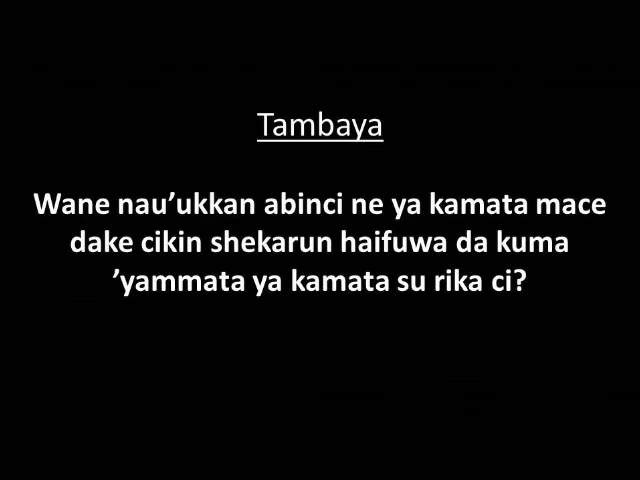 Tambaya
Wane nau’ukkan abinci ne ya kamata mace
dake cikin shekarun haifuwa da kuma
’yammata ya kamata su rika ci?